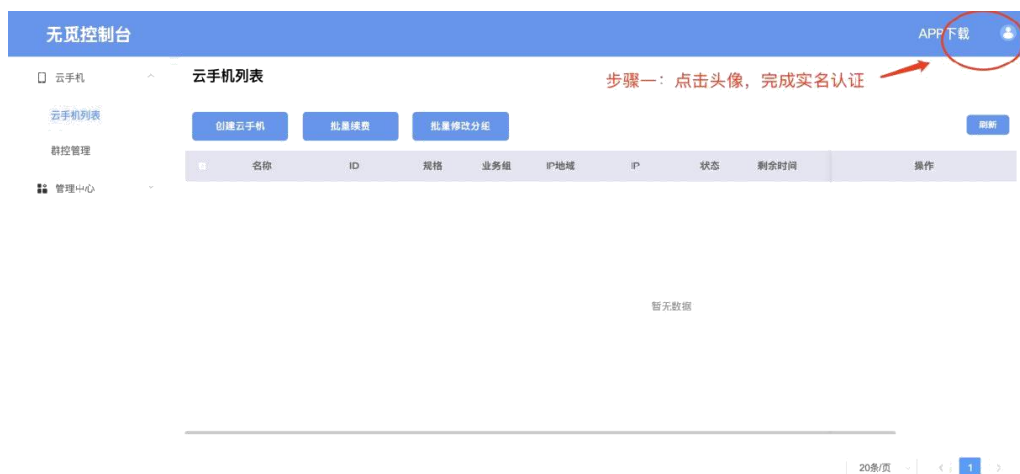 无觅控制台
APP下载
云手机
云手机列表
步骤一：点击头像，完成实名认证
云手机列表
创建云手机
批量续费
批量修改分组
刷新
群控管理
名称
ID
规格
业务组
IP地域
IP
状态
剩余时间
操作
管理中心
暂无数据
20条/页
1